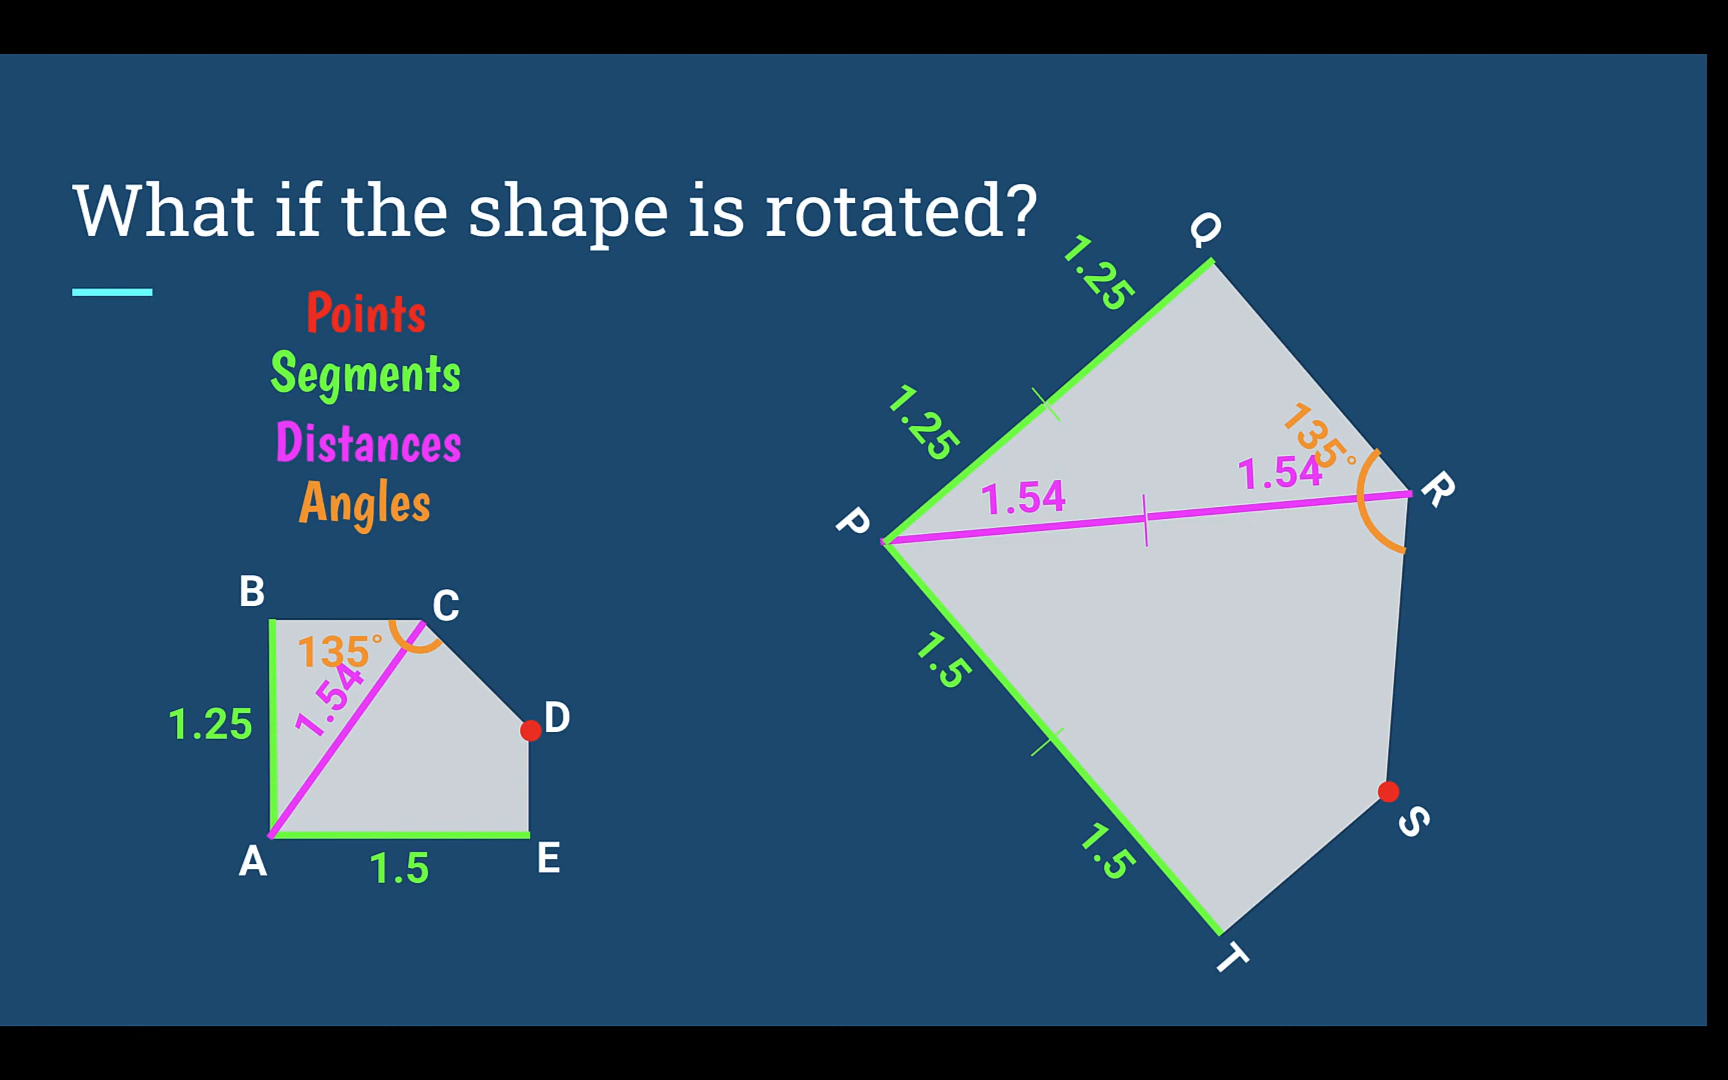 What if the shape is rotated?
Points
Segments
Distances
Angles
B
C
135°
1.54
1.25
D
A
1.5
E
Q
1.25
1.25
135°
1.54
1.54
R
P
1.5
1.5
S
T